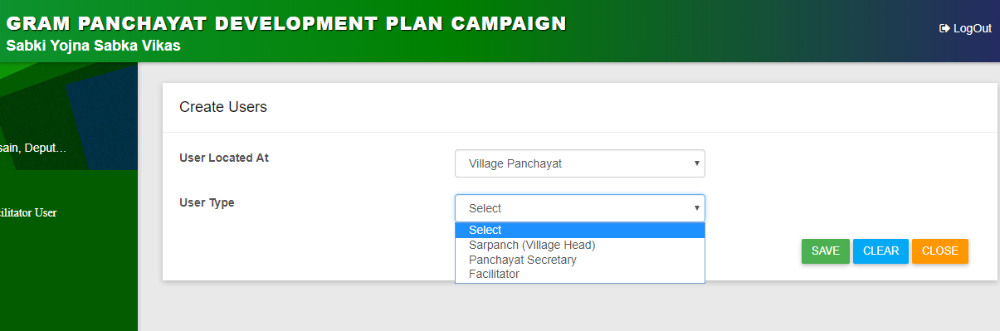 GRAM PANCHAYAT DEVELOPMENT PLAN CAMPAIGN
Sabki Yojna Sabka Vikas
LogOut
Create Users
sain, Deput...
User Located At
Village Panchayat
User Type
Select
Select
Sarpanch (Village Head)
Panchayat Secretary
Facilitator
ilitator User
SAVE
CLEAR
CLOSE